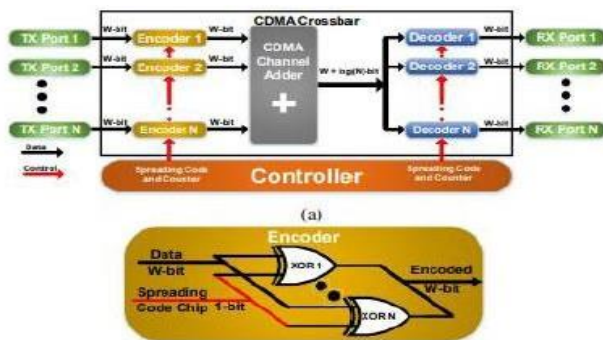 CDMA Crossbar
TX Port 1 W-bit Encoder 1 W-bit CDMA Channel Adder + Decoder 1 W-bit RX Port 1
TX Port 2 W-bit Encoder 2 W-bit W + log(N)-bit Decoder 2 W-bit RX Port 2
TX Port N W-bit Encoder N W-bit Decoder N W-bit RX Port N
Data
Control
Spreading Code and Counter Controller Spreading Code and Counter
(a)
Encoder
Data W-bit
XOR 1
Encoded W-bit
Spreading Code Chip 1-bit
XOR N